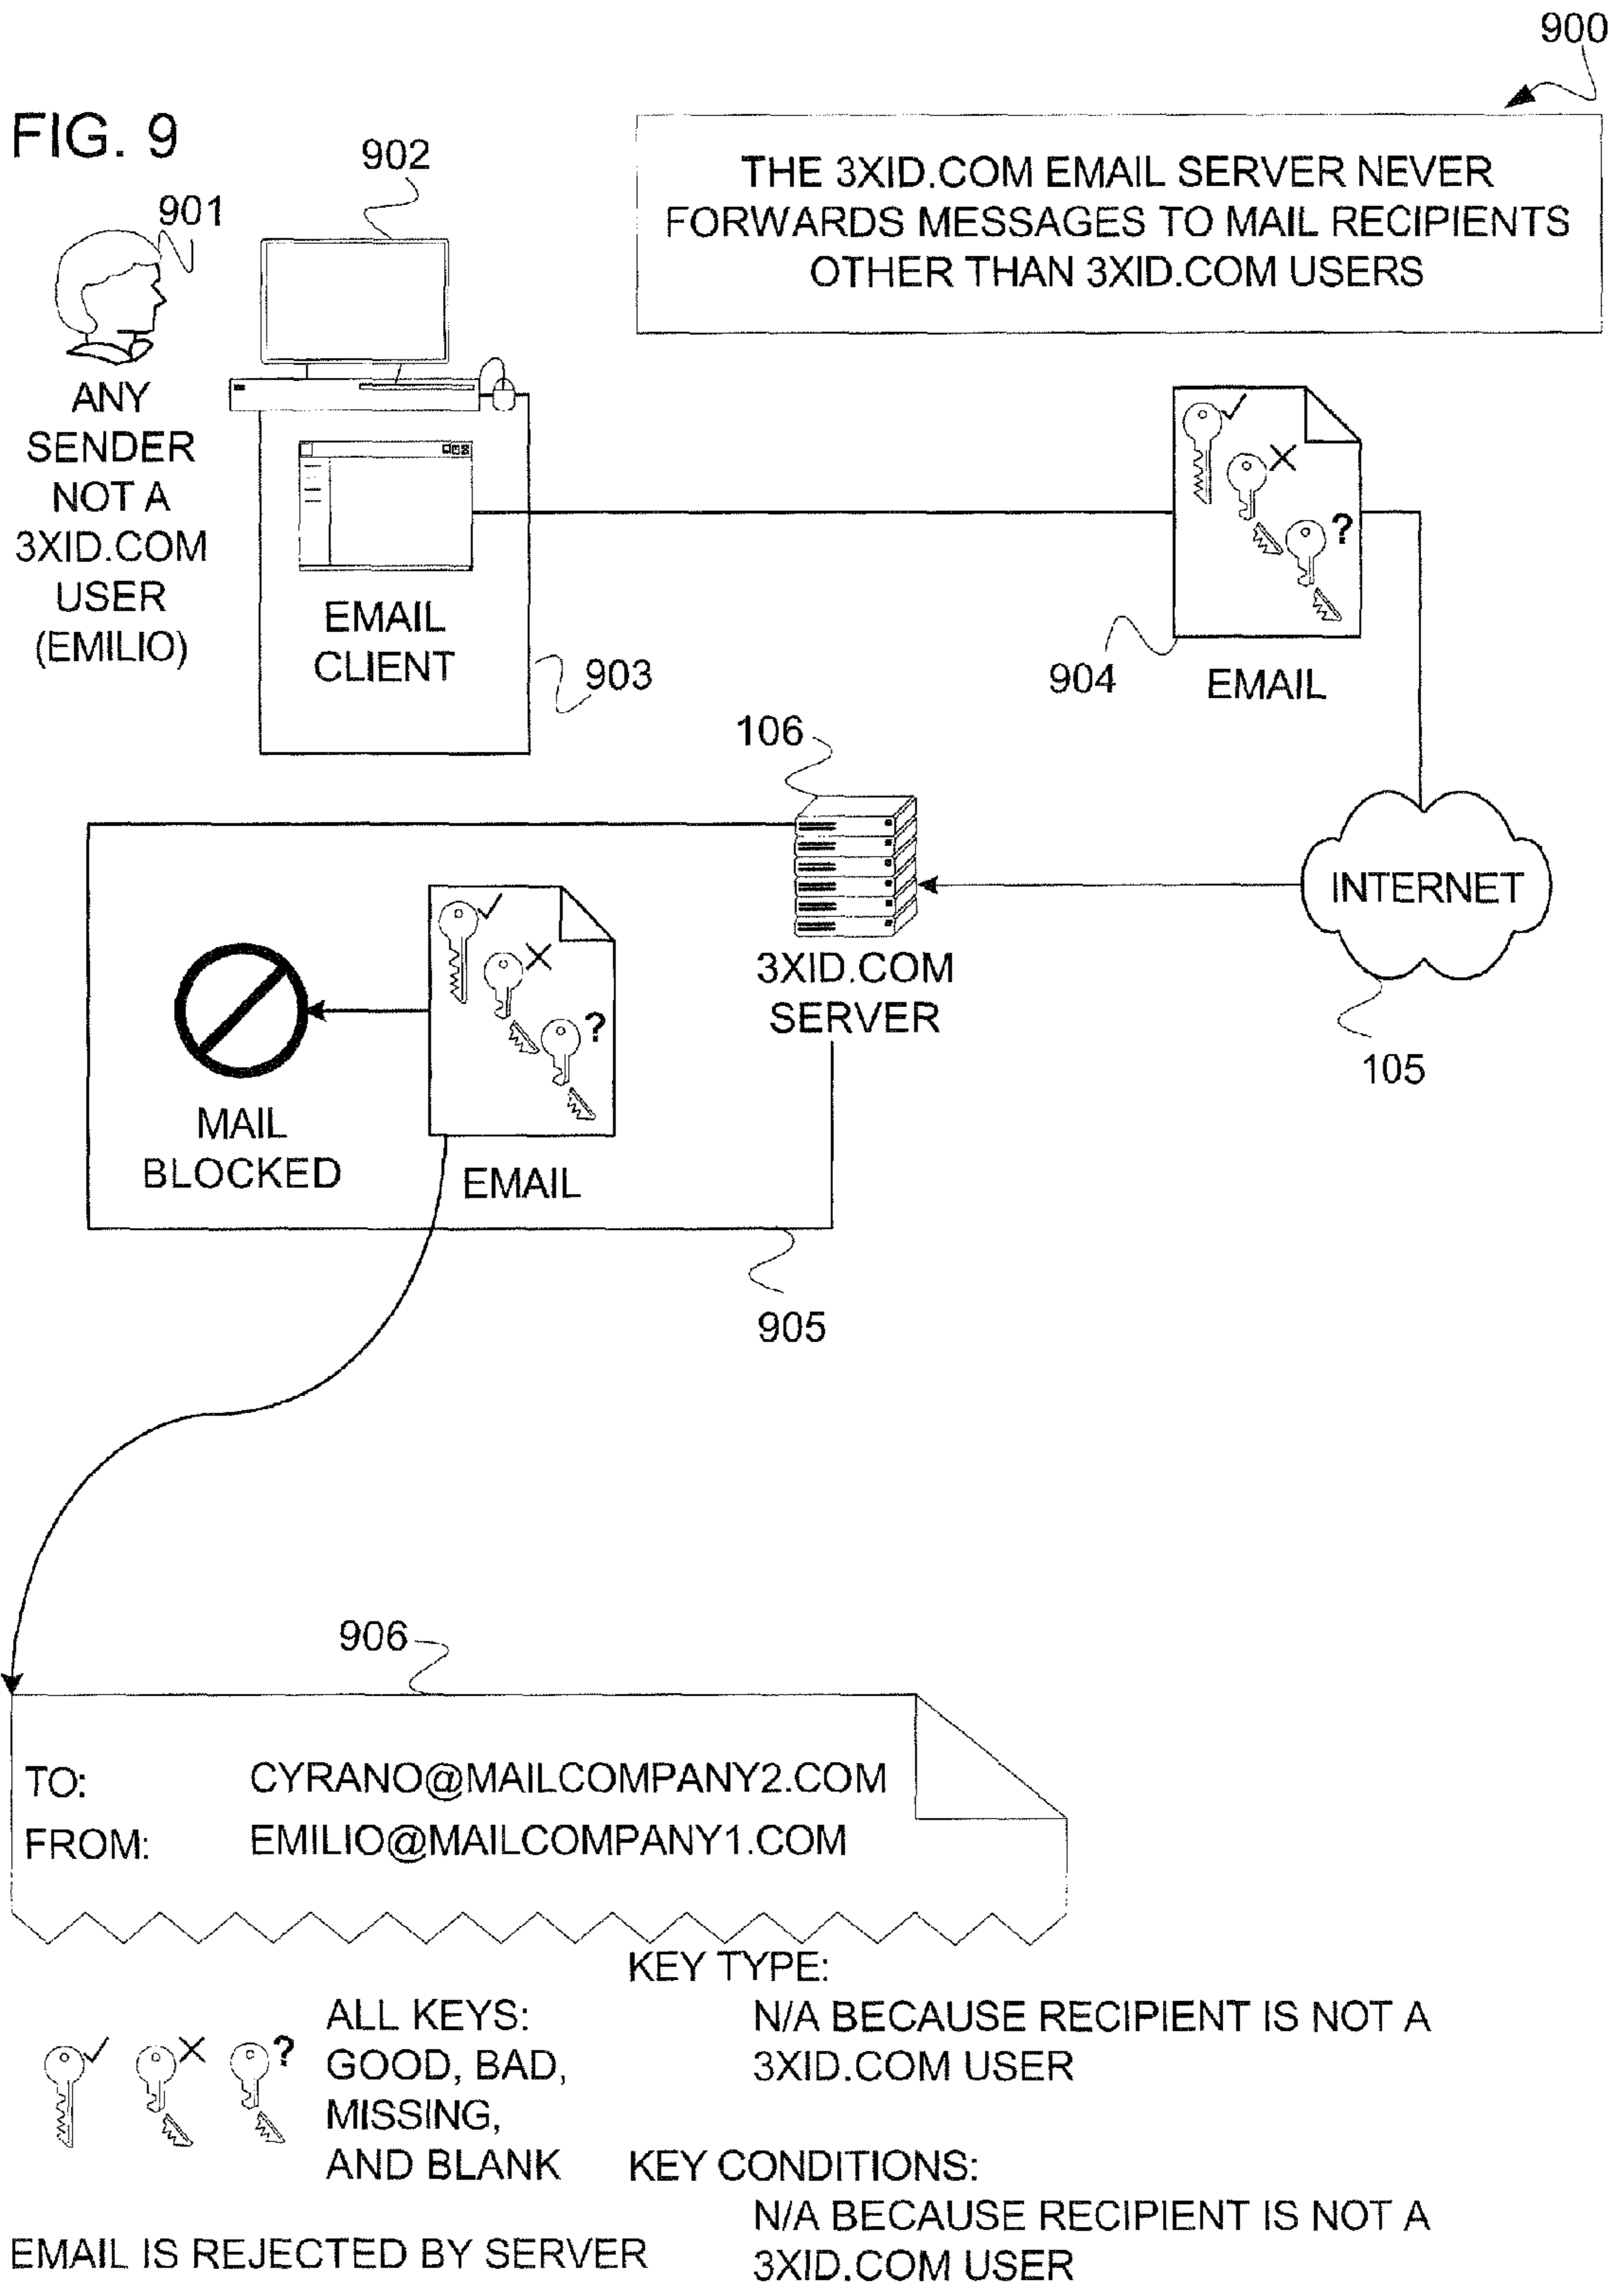 900
FIG. 9
902
901
THE 3XID.COM EMAIL SERVER NEVER
FORWARDS MESSAGES TO MAIL RECIPIENTS
OTHER THAN 3XID.COM USERS
ANY
SENDER
NOT A
3XID.COM
USER
(EMILIO)
EMAIL
CLIENT
903
?
904
EMAIL
106
INTERNET
3XID.COM
SERVER
105
?
MAIL
BLOCKED
EMAIL
905
906
TO: CYRANO@MAILCOMPANY2.COM
FROM: EMILIO@MAILCOMPANY1.COM
?
ALL KEYS:
GOOD, BAD,
MISSING,
AND BLANK
KEY TYPE:
N/A BECAUSE RECIPIENT IS NOT A
3XID.COM USER
KEY CONDITIONS:
N/A BECAUSE RECIPIENT IS NOT A
3XID.COM USER
EMAIL IS REJECTED BY SERVER